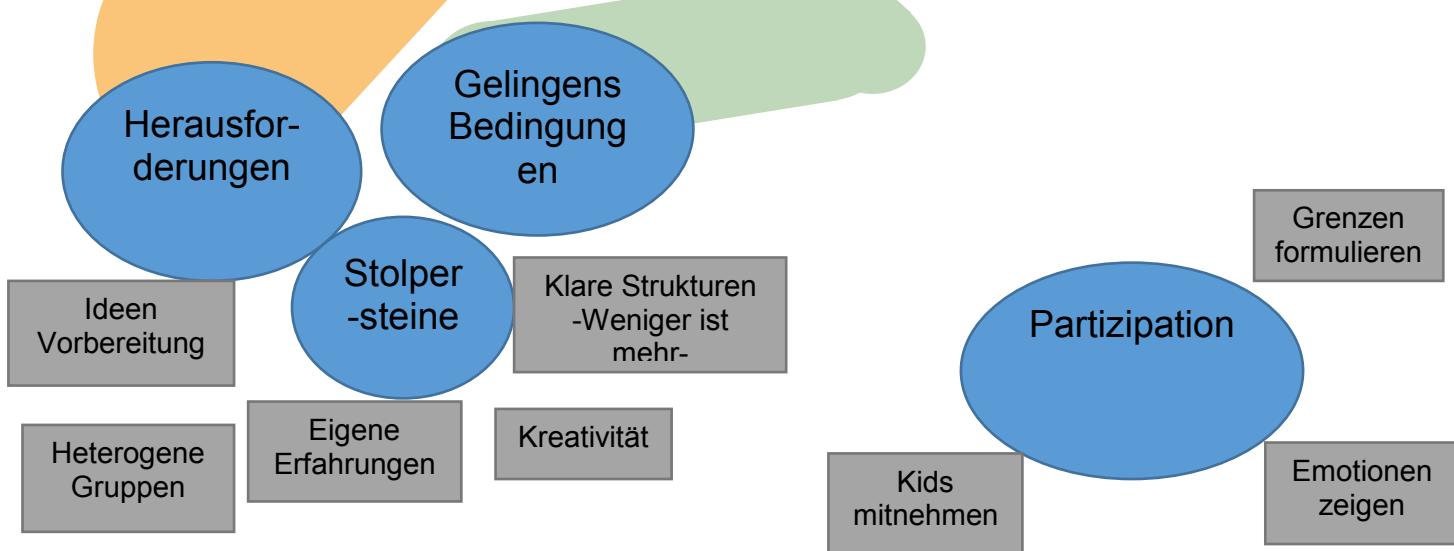 Herausfor-
derungen
Gelingens
Bedingung
en
Stolper
-steine
Ideen
Vorbereitung
Klare Strukturen
-Weniger ist
mehr-
Heterogene
Gruppen
Eigene
Erfahrungen
Kreativität
Partizipation
Grenzen
formulieren
Kids
mitnehmen
Emotionen
zeigen